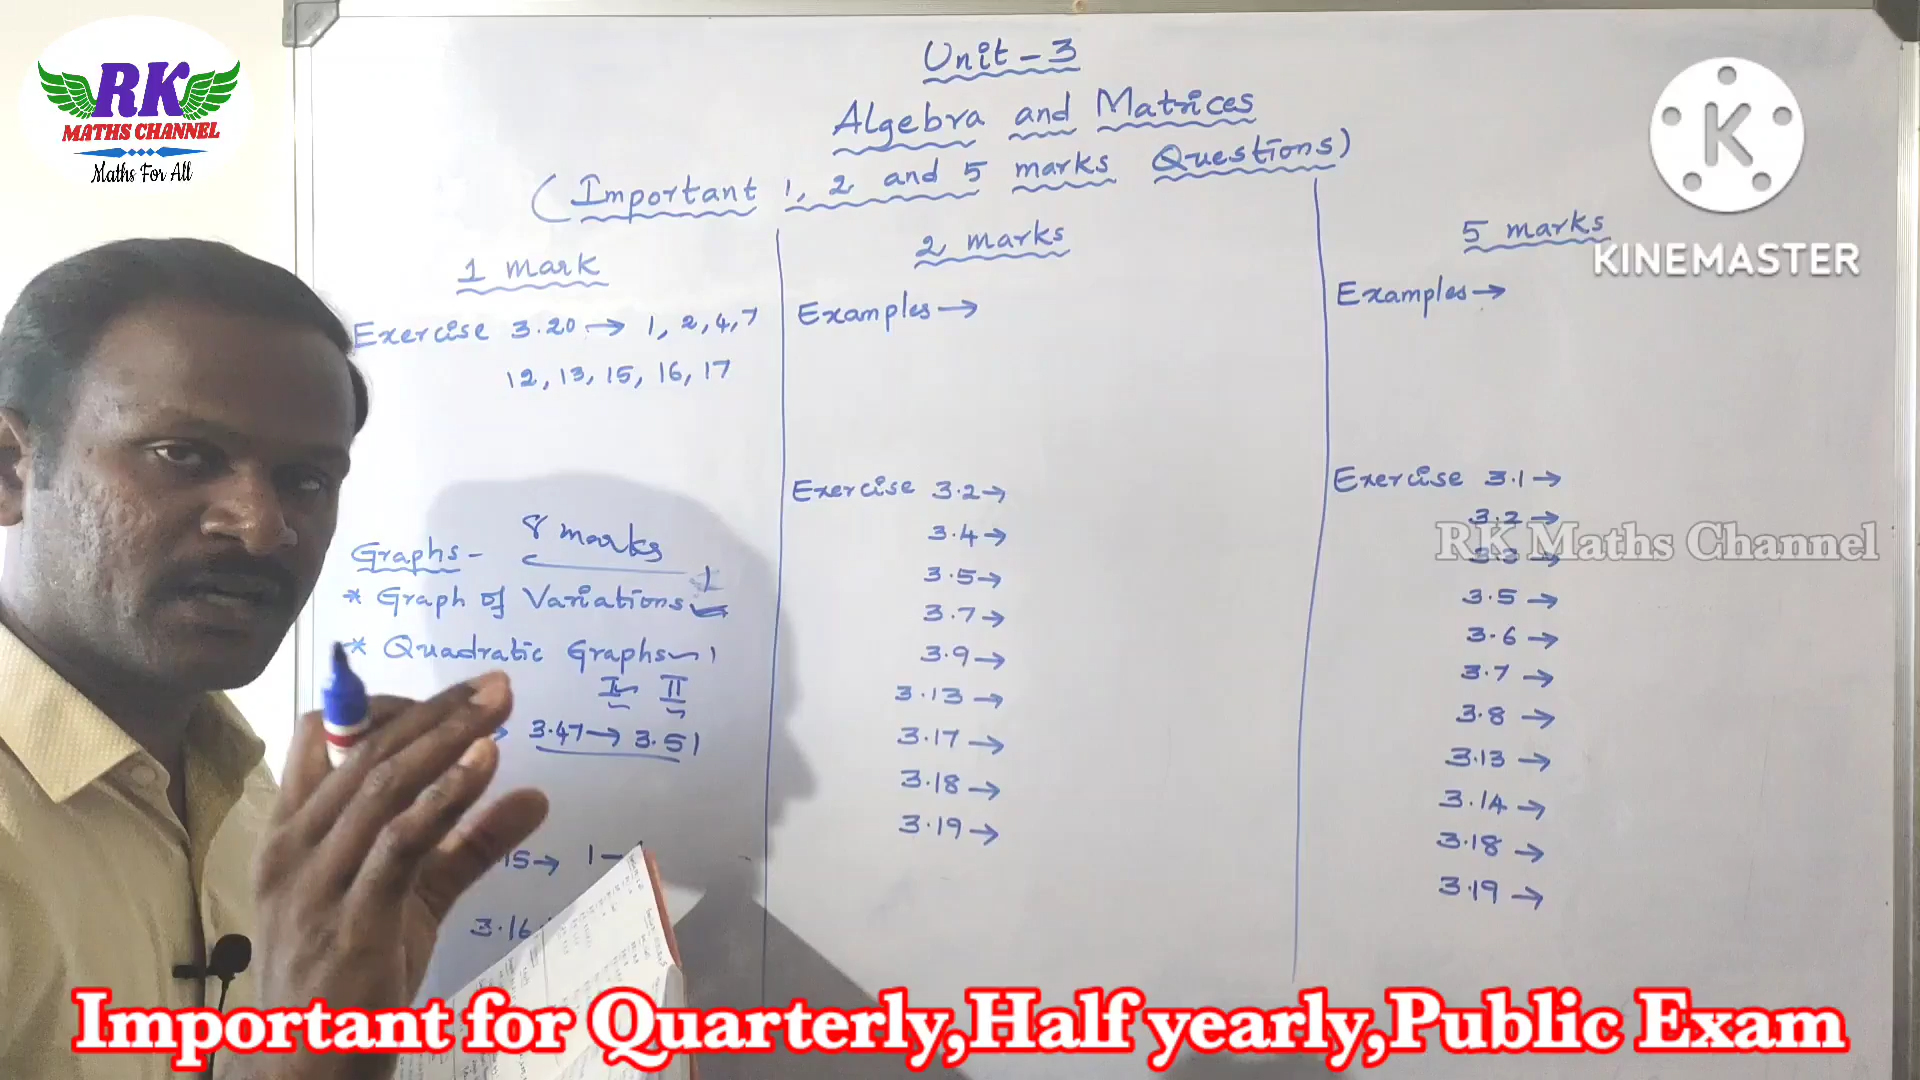 RK
MATHS CHANNEL
Maths For All
Unit - 3
Algebra and Matrices
(Important 1, 2 and 5 marks Questions)
K
KINEMASTER
1 mark
Exercise 3.20 → 1, 2, 4, 7
12, 13, 15, 16, 17
Graphs - 8 marks
* Graph of Variations
* Quadratic Graphs - 1
I II
3.47 → 3.51
15 → 1 -
3.16
2 marks
Examples →
Exercise 3.2 →
3.4 →
3.5 →
3.7 →
3.9 →
3.13 →
3.17 →
3.18 →
3.19 →
5 marks
Examples →
Exercise 3.1 →
3.2 →
3.3 →
3.5 →
3.6 →
3.7 →
3.8 →
3.13 →
3.14 →
3.18 →
3.19 →
RK Maths Channel
Important for Quarterly,Half yearly,Public Exam